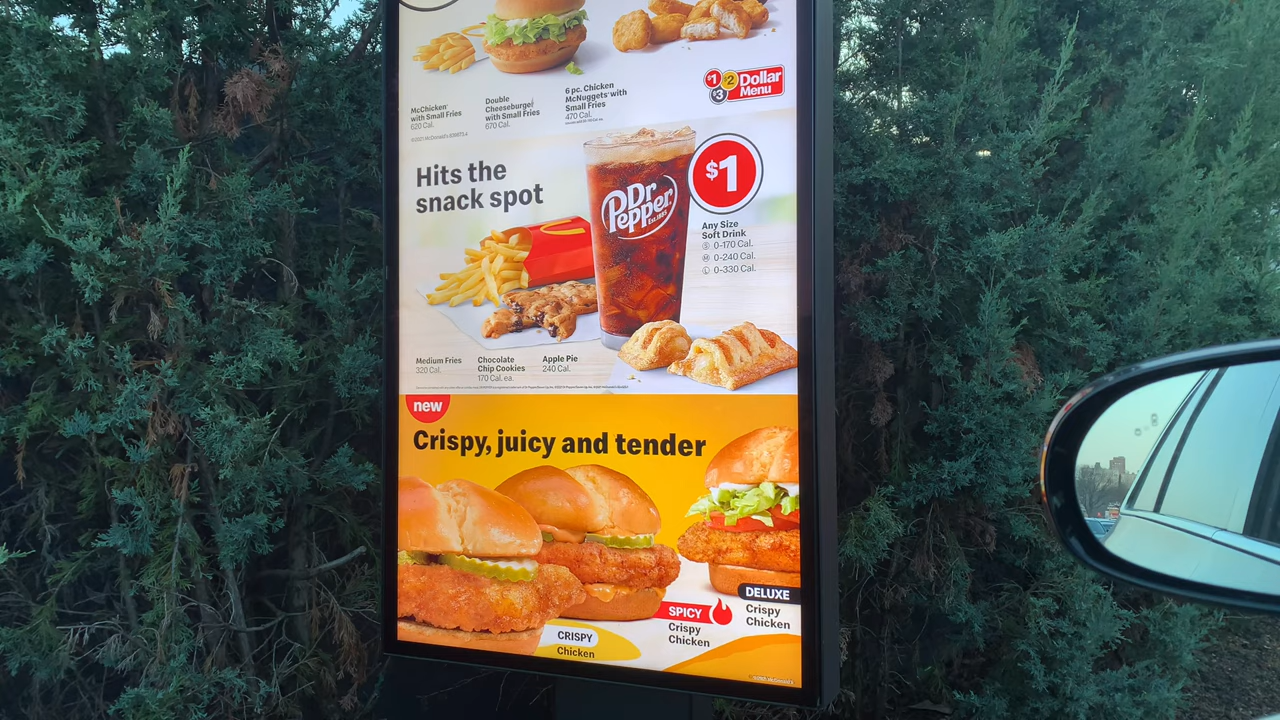 McChicken®
with Small Fries
620 Cal.
Double
Cheeseburger
with Small Fries
670 Cal.
6 pc. Chicken
McNuggets® with
Small Fries
470 Cal.
$1 $2 $3 Dollar
Menu
Hits the
snack spot
Dr
Pepper
Est. 1885
$1
Any Size
Soft Drink
S 0-170 Cal.
M 0-240 Cal.
L 0-330 Cal.
Medium Fries
320 Cal.
Chocolate
Chip Cookies
170 Cal. ea.
Apple Pie
240 Cal.
new
Crispy, juicy and tender
CRISPY
Chicken
SPICY
Crispy
Chicken
DELUXE
Crispy
Chicken